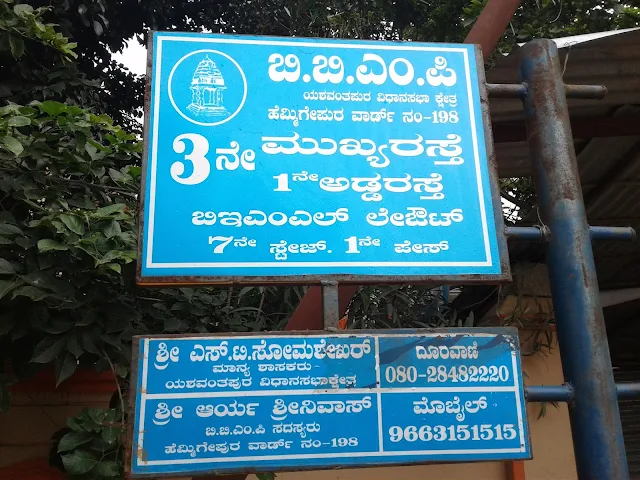 ಬಿ.ಬಿ.ಎಂ.ಪಿ
ಯಶವಂತಪುರ ವಿಧಾನಸಭಾ ಕ್ಷೇತ್ರ
ಹೆಮ್ಮಿಗೇಪುರ ವಾರ್ಡ್ ನಂ-198
3ನೇ ಮುಖ್ಯರಸ್ತೆ
1ನೇ ಅಡ್ಡರಸ್ತೆ
ಬಿಇಎಂಎಲ್ ಲೇಔಟ್
7ನೇ ಸ್ಟೇಜ್. 1ನೇ ಪೇಸ್
ಶ್ರೀ ಎಸ್.ಟಿ.ಸೋಮಶೇಖರ್
ಮಾನ್ಯ ಶಾಸಕರು
ಯಶವಂತಪುರ ವಿಧಾನಸಭಾಕ್ಷೇತ್ರ
ದೂರವಾಣಿ
080-28482220
ಶ್ರೀ ಆರ್ಯ ಶ್ರೀನಿವಾಸ್
ಬಿ.ಬಿ.ಎಂ.ಪಿ ಸದಸ್ಯರು
ಹೆಮ್ಮಿಗೇಪುರ ವಾರ್ಡ್ ನಂ-198
ಮೊಬೈಲ್
9663151515